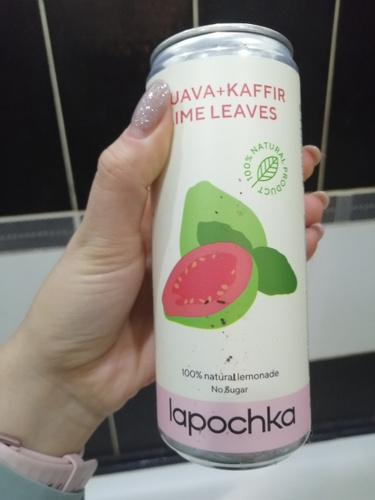 UAVA+KAFFIR
IME LEAVES
100% NATURAL PRODUCT
100% natural lemonade
No Sugar
lapochka